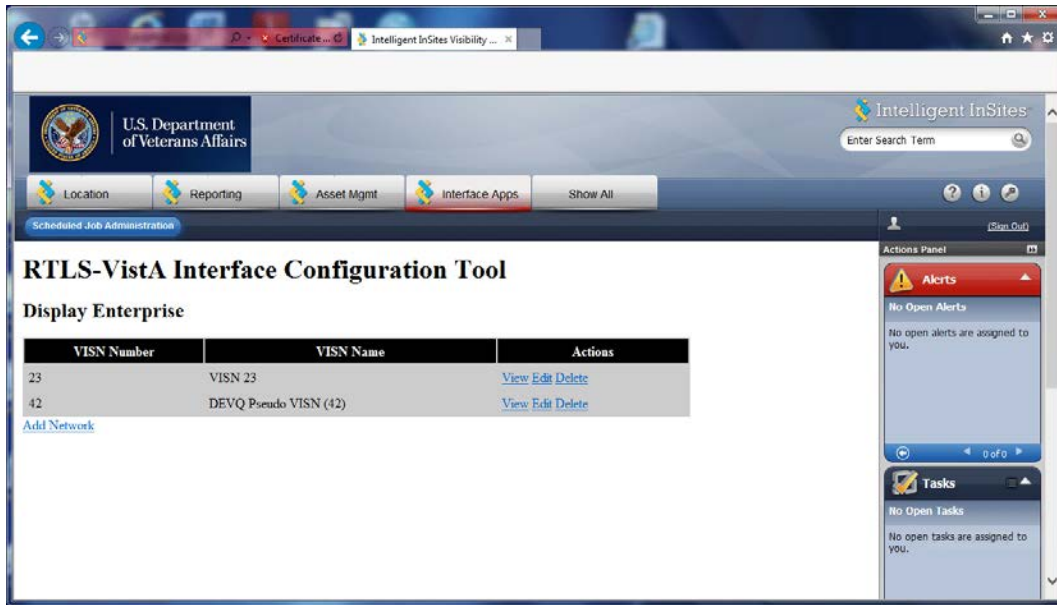 Certificate ...
Intelligent InSites Visibility ...
U.S. Department
of Veterans Affairs
Intelligent InSites
Enter Search Term
Location
Reporting
Asset Mgmt
Interface Apps
Show All
Scheduled Job Administration
(Sign Out)
RTLS-VistA Interface Configuration Tool
Display Enterprise
VISN Number VISN Name Actions
23 VISN 23 View Edit Delete
42 DEVQ Pseudo VISN (42) View Edit Delete
Add Network
Actions Panel
Alerts
No Open Alerts
No open alerts are assigned to
you.
0 of 0
Tasks
No Open Tasks
No open tasks are assigned to
you.